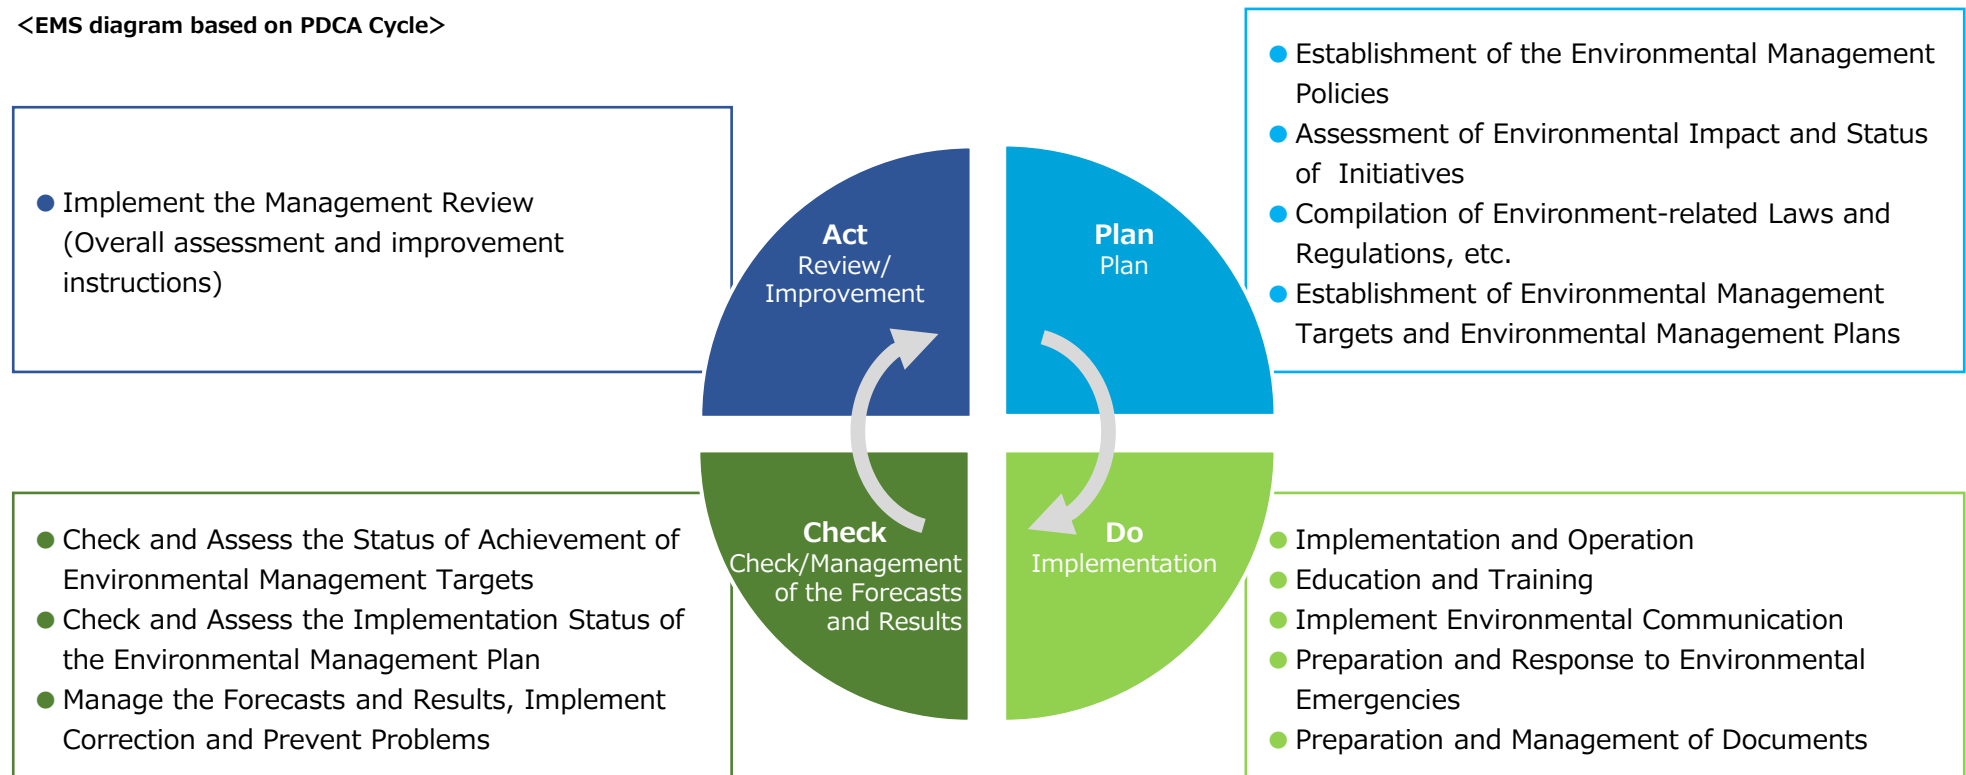 <EMS diagram based on PDCA Cycle>
● Implement the Management Review
(Overall assessment and improvement
instructions)
Act
Review/
Improvement
Plan
Plan
● Establishment of the Environmental Management
Policies
● Assessment of Environmental Impact and Status
of Initiatives
● Compilation of Environment-related Laws and
Regulations, etc.
● Establishment of Environmental Management
Targets and Environmental Management Plans
● Check and Assess the Status of Achievement of
Environmental Management Targets
● Check and Assess the Implementation Status of
the Environmental Management Plan
● Manage the Forecasts and Results, Implement
Correction and Prevent Problems
Check
Check/Management
of the Forecasts
and Results
Do
Implementation
● Implementation and Operation
● Education and Training
● Implement Environmental Communication
● Preparation and Response to Environmental
Emergencies
● Preparation and Management of Documents